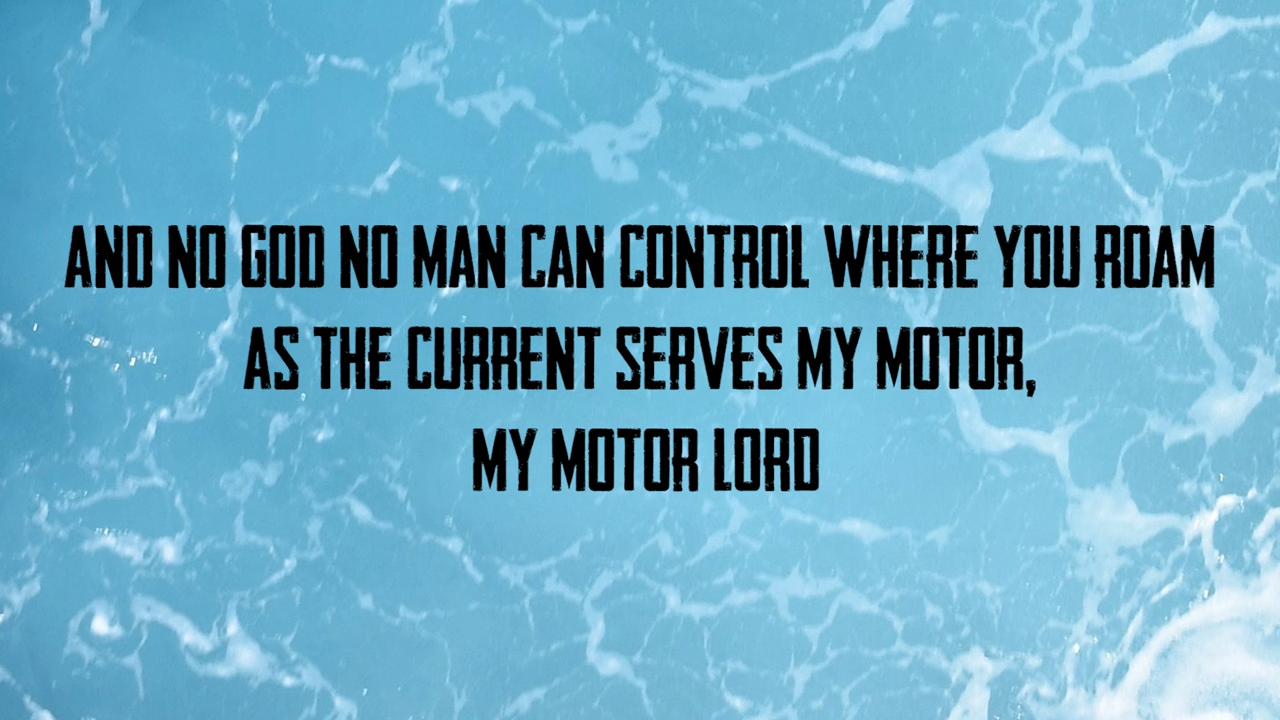 AND NO GOD NO MAN CAN CONTROL WHERE YOU ROAM
AS THE CURRENT SERVES MY MOTOR,
MY MOTOR LORD